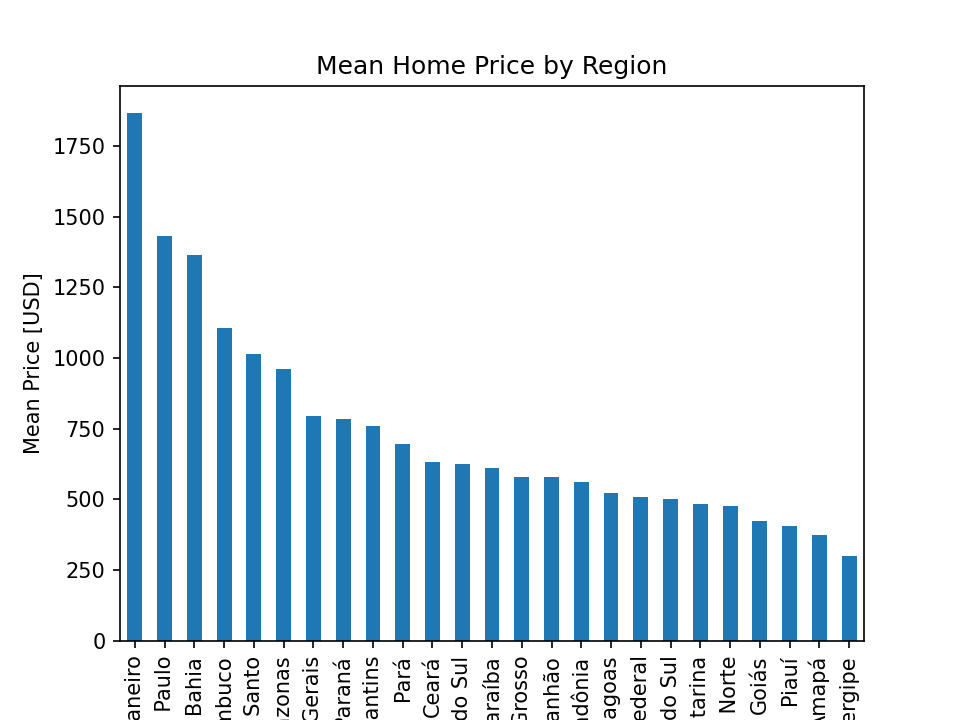 Mean Home Price by Region
Mean Price [USD]
1750
1500
1250
1000
750
500
250
0
aneiro
Paulo
Bahia
mbuco
Santo
zonas
Gerais
Paraná
antins
Pará
Ceará
do Sul
araíba
Grosso
anhão
ndônia
agoas
ederal
do Sul
tarina
Norte
Goiás
Piauí
mapá
ergipe